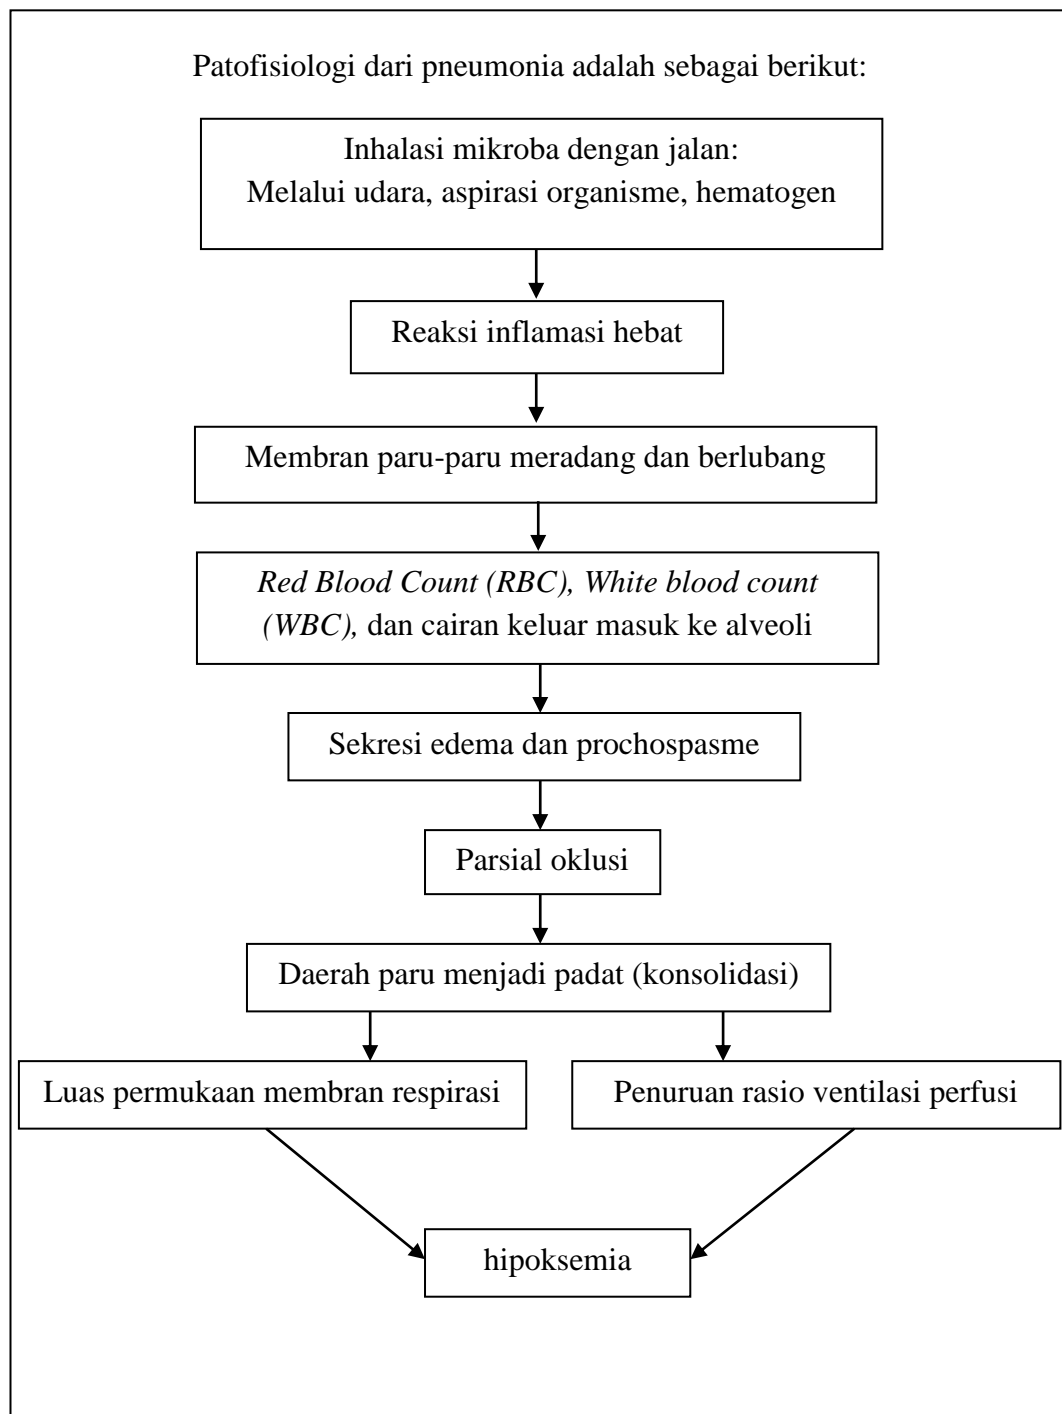 Patofisiologi dari pneumonia adalah sebagai berikut:
Inhalasi mikroba dengan jalan:
Melalui udara, aspirasi organisme, hematogen
Reaksi inflamasi hebat
Membran paru-paru meradang dan berlubang
Red Blood Count (RBC), White blood count
(WBC), dan cairan keluar masuk ke alveoli
Sekresi edema dan prochospasme
Parsial oklusi
Daerah paru menjadi padat (konsolidasi)
Luas permukaan membran respirasi
Penuruan rasio ventilasi perfusi
hipoksemia